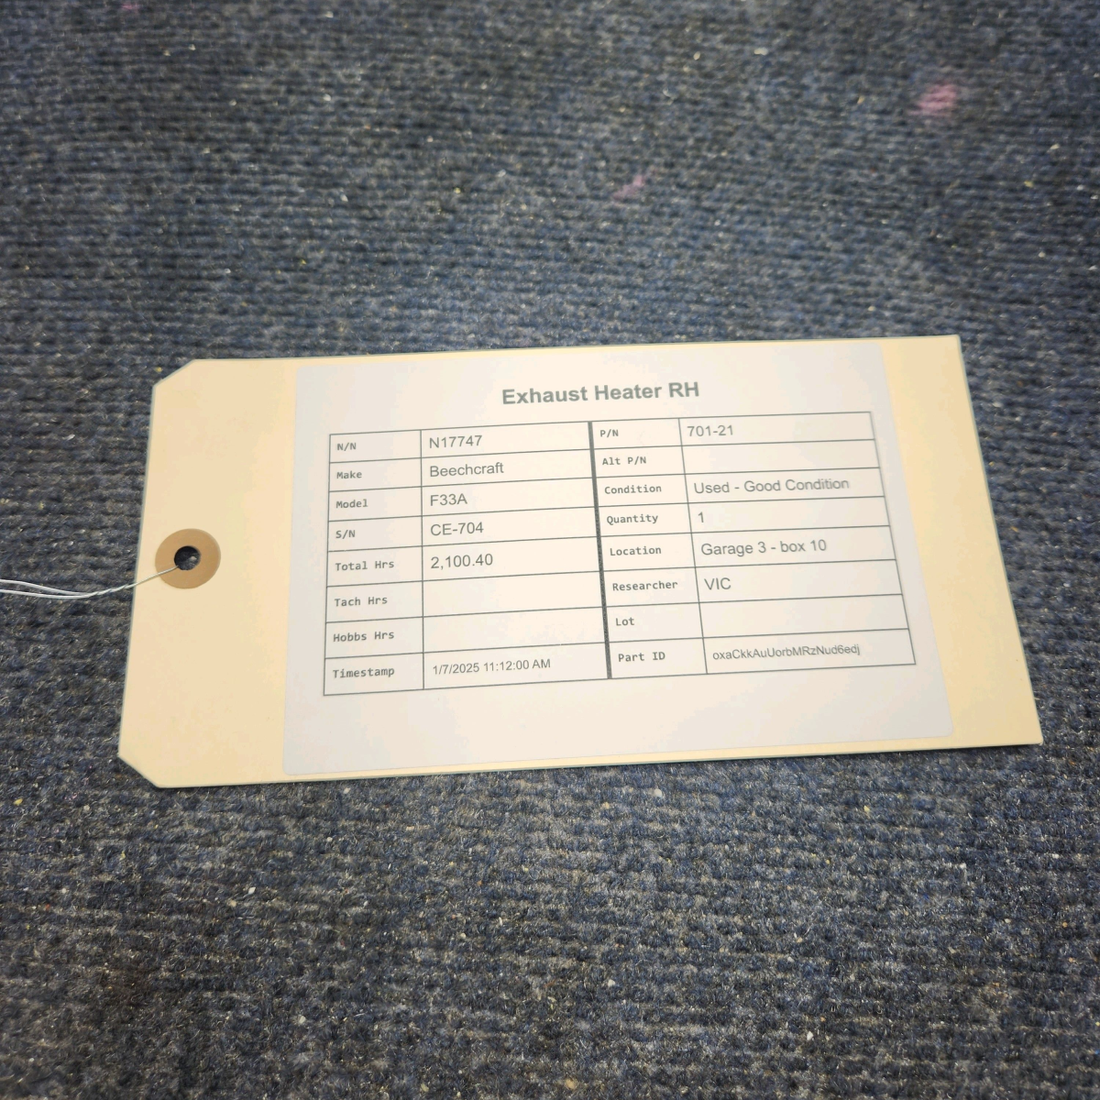 Exhaust Heater RH
N/N N17747 P/N 701-21
Make Beechcraft Alt P/N
Model F33A Condition Used - Good Condition
S/N CE-704 Quantity 1
Total Hrs 2,100.40 Location Garage 3 - box 10
Tach Hrs Researcher VIC
Hobbs Hrs Lot
Timestamp 1/7/2025 11:12:00 AM Part ID oxaCkkAuUorbMRzNud6edj